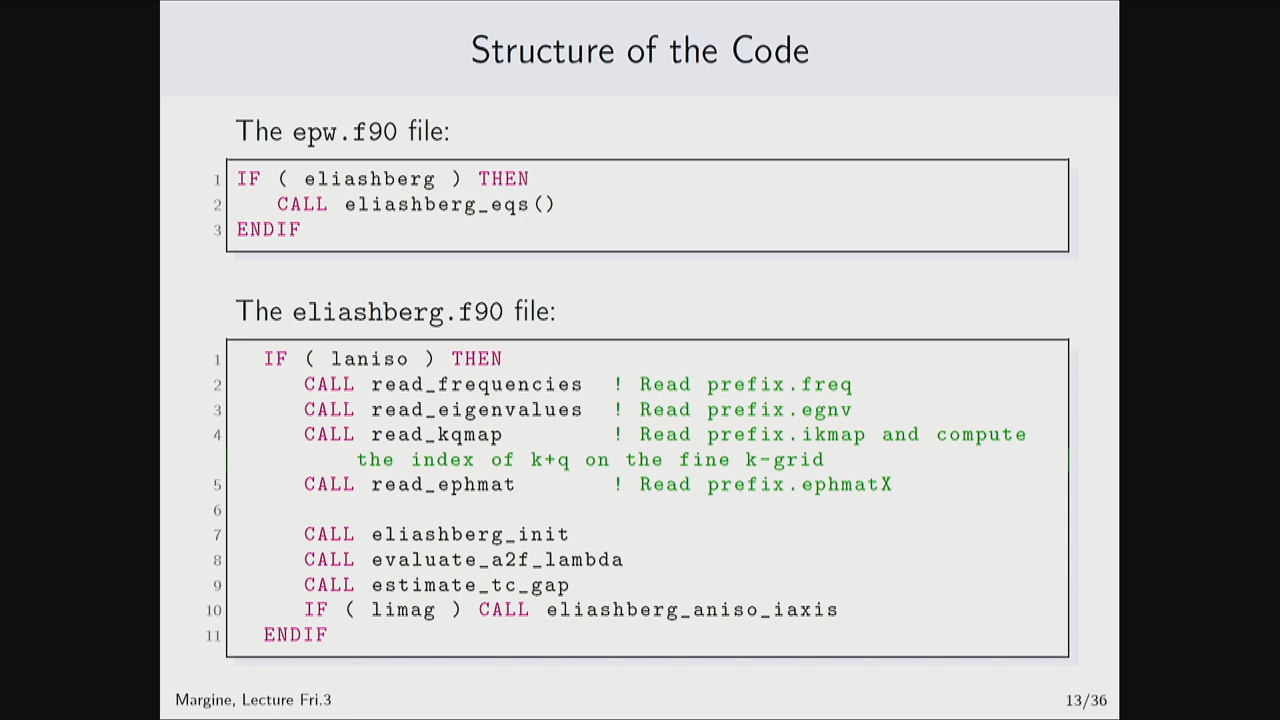 Structure of the Code
The epw.f90 file:
1 IF ( eliashberg ) THEN
2 CALL eliashberg_eqs()
3 ENDIF
The eliashberg.f90 file:
1 IF ( laniso ) THEN
2 CALL read_frequencies ! Read prefix.freq
3 CALL read_eigenvalues ! Read prefix.egnv
4 CALL read_kqmap ! Read prefix.ikmap and compute
the index of k+q on the fine k-grid
5 CALL read_ephmat ! Read prefix.ephmatX
6
7 CALL eliashberg_init
8 CALL evaluate_a2f_lambda
9 CALL estimate_tc_gap
10 IF ( limag ) CALL eliashberg_aniso_iaxis
11 ENDIF
Margine, Lecture Fri.3
13/36